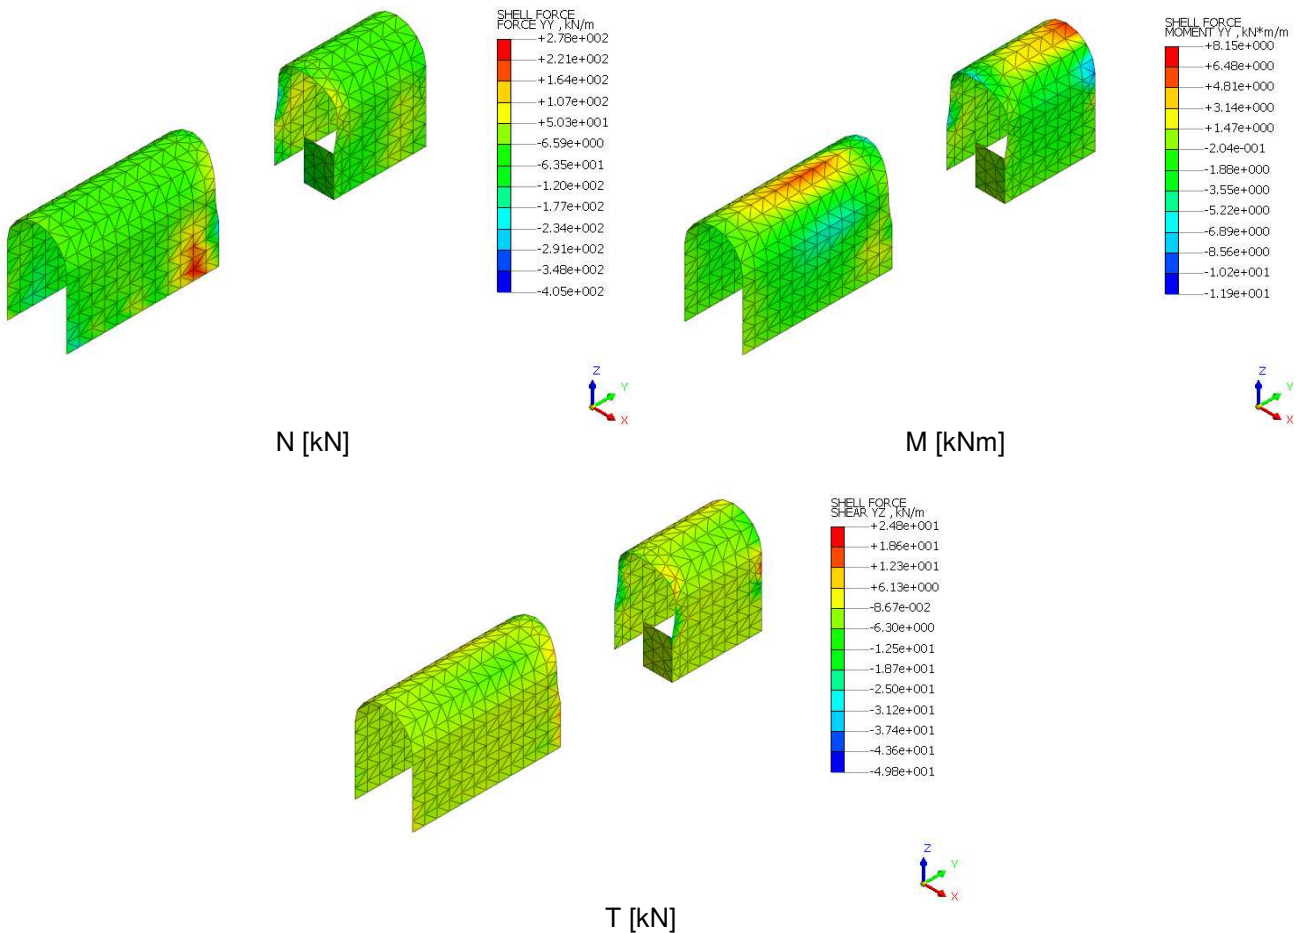 SHELL FORCE
FORCE YY , kN/m
+2.78e+002
+2.21e+002
+1.64e+002
+1.07e+002
+5.03e+001
-6.59e+000
-6.35e+001
-1.20e+002
-1.77e+002
-2.34e+002
-2.91e+002
-3.48e+002
-4.05e+002
Z
Y
X
N [kN]
SHELL FORCE
MOMENT YY , kN*m/m
+8.15e+000
+6.48e+000
+4.81e+000
+3.14e+000
+1.47e+000
-2.04e-001
-1.88e+000
-3.55e+000
-5.22e+000
-6.89e+000
-8.56e+000
-1.02e+001
-1.19e+001
Z
Y
X
M [kNm]
SHELL FORCE
SHEAR YZ , kN/m
+2.48e+001
+1.86e+001
+1.23e+001
+6.13e+000
-8.67e-002
-6.30e+000
-1.25e+001
-1.87e+001
-2.50e+001
-3.12e+001
-3.74e+001
-4.36e+001
-4.98e+001
Z
Y
X
T [kN]